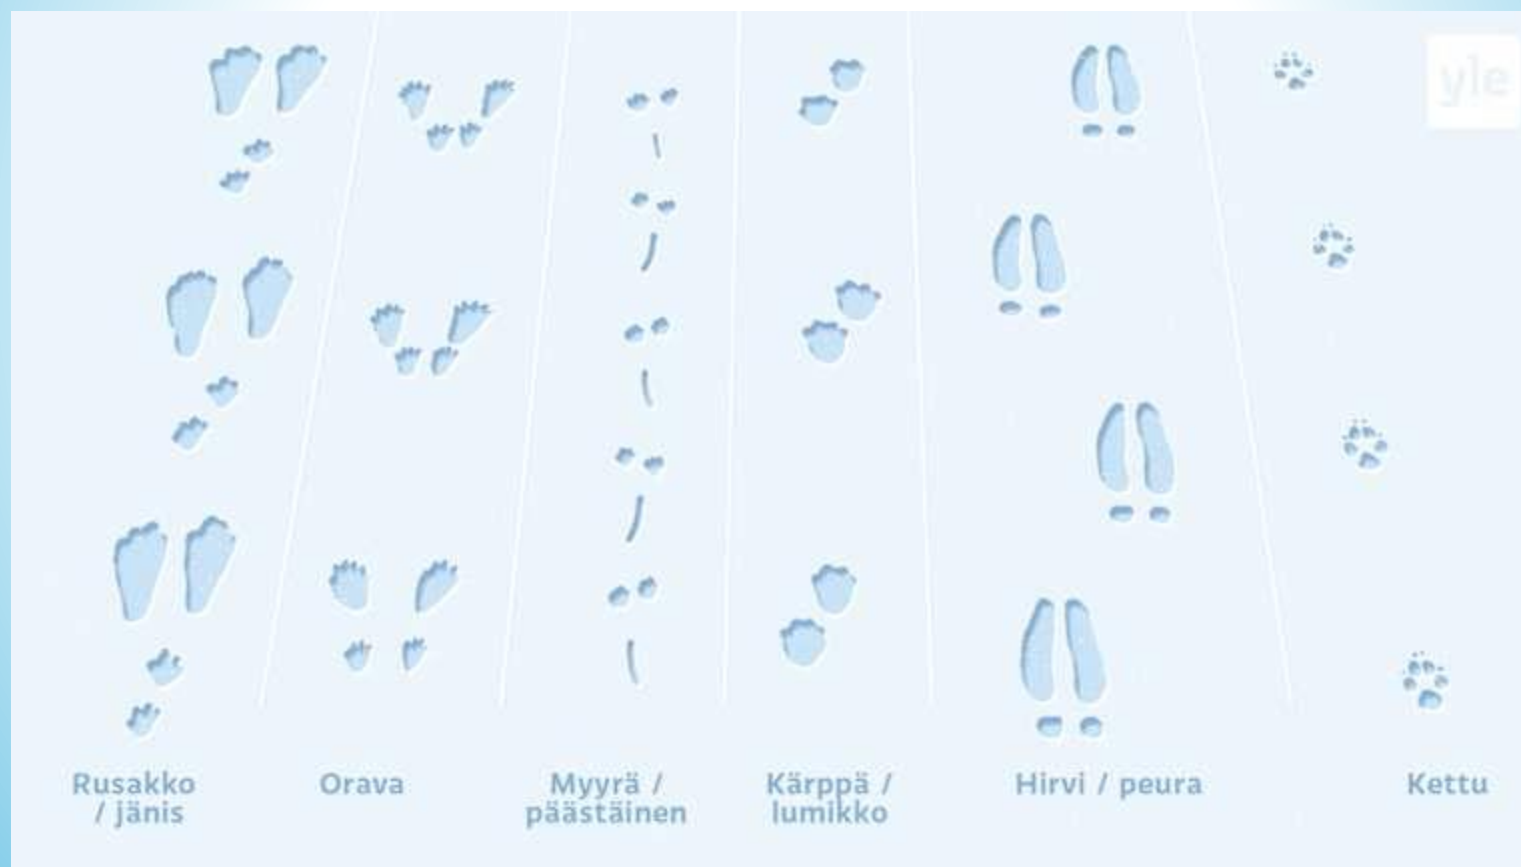 yle
Rusakko
/ jänis
Orava
Myyrä /
päästäinen
Kärppä /
lumikko
Hirvi / peura
Kettu